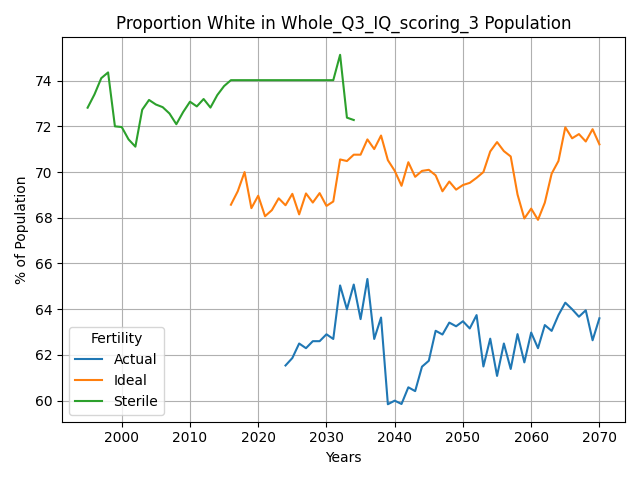 Proportion White in Whole_Q3_IQ_scoring_3 Population
% of Population
74
72
70
68
66
64
62
60
Fertility
Actual
Ideal
Sterile
2000 2010 2020 2030 2040 2050 2060 2070
Years